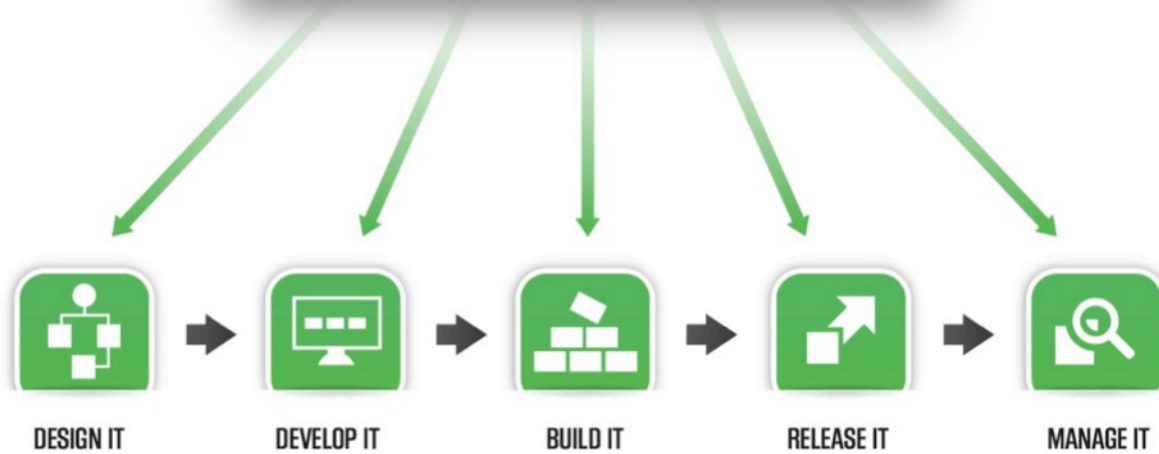 DESIGN IT
DEVELOP IT
BUILD IT
RELEASE IT
MANAGE IT